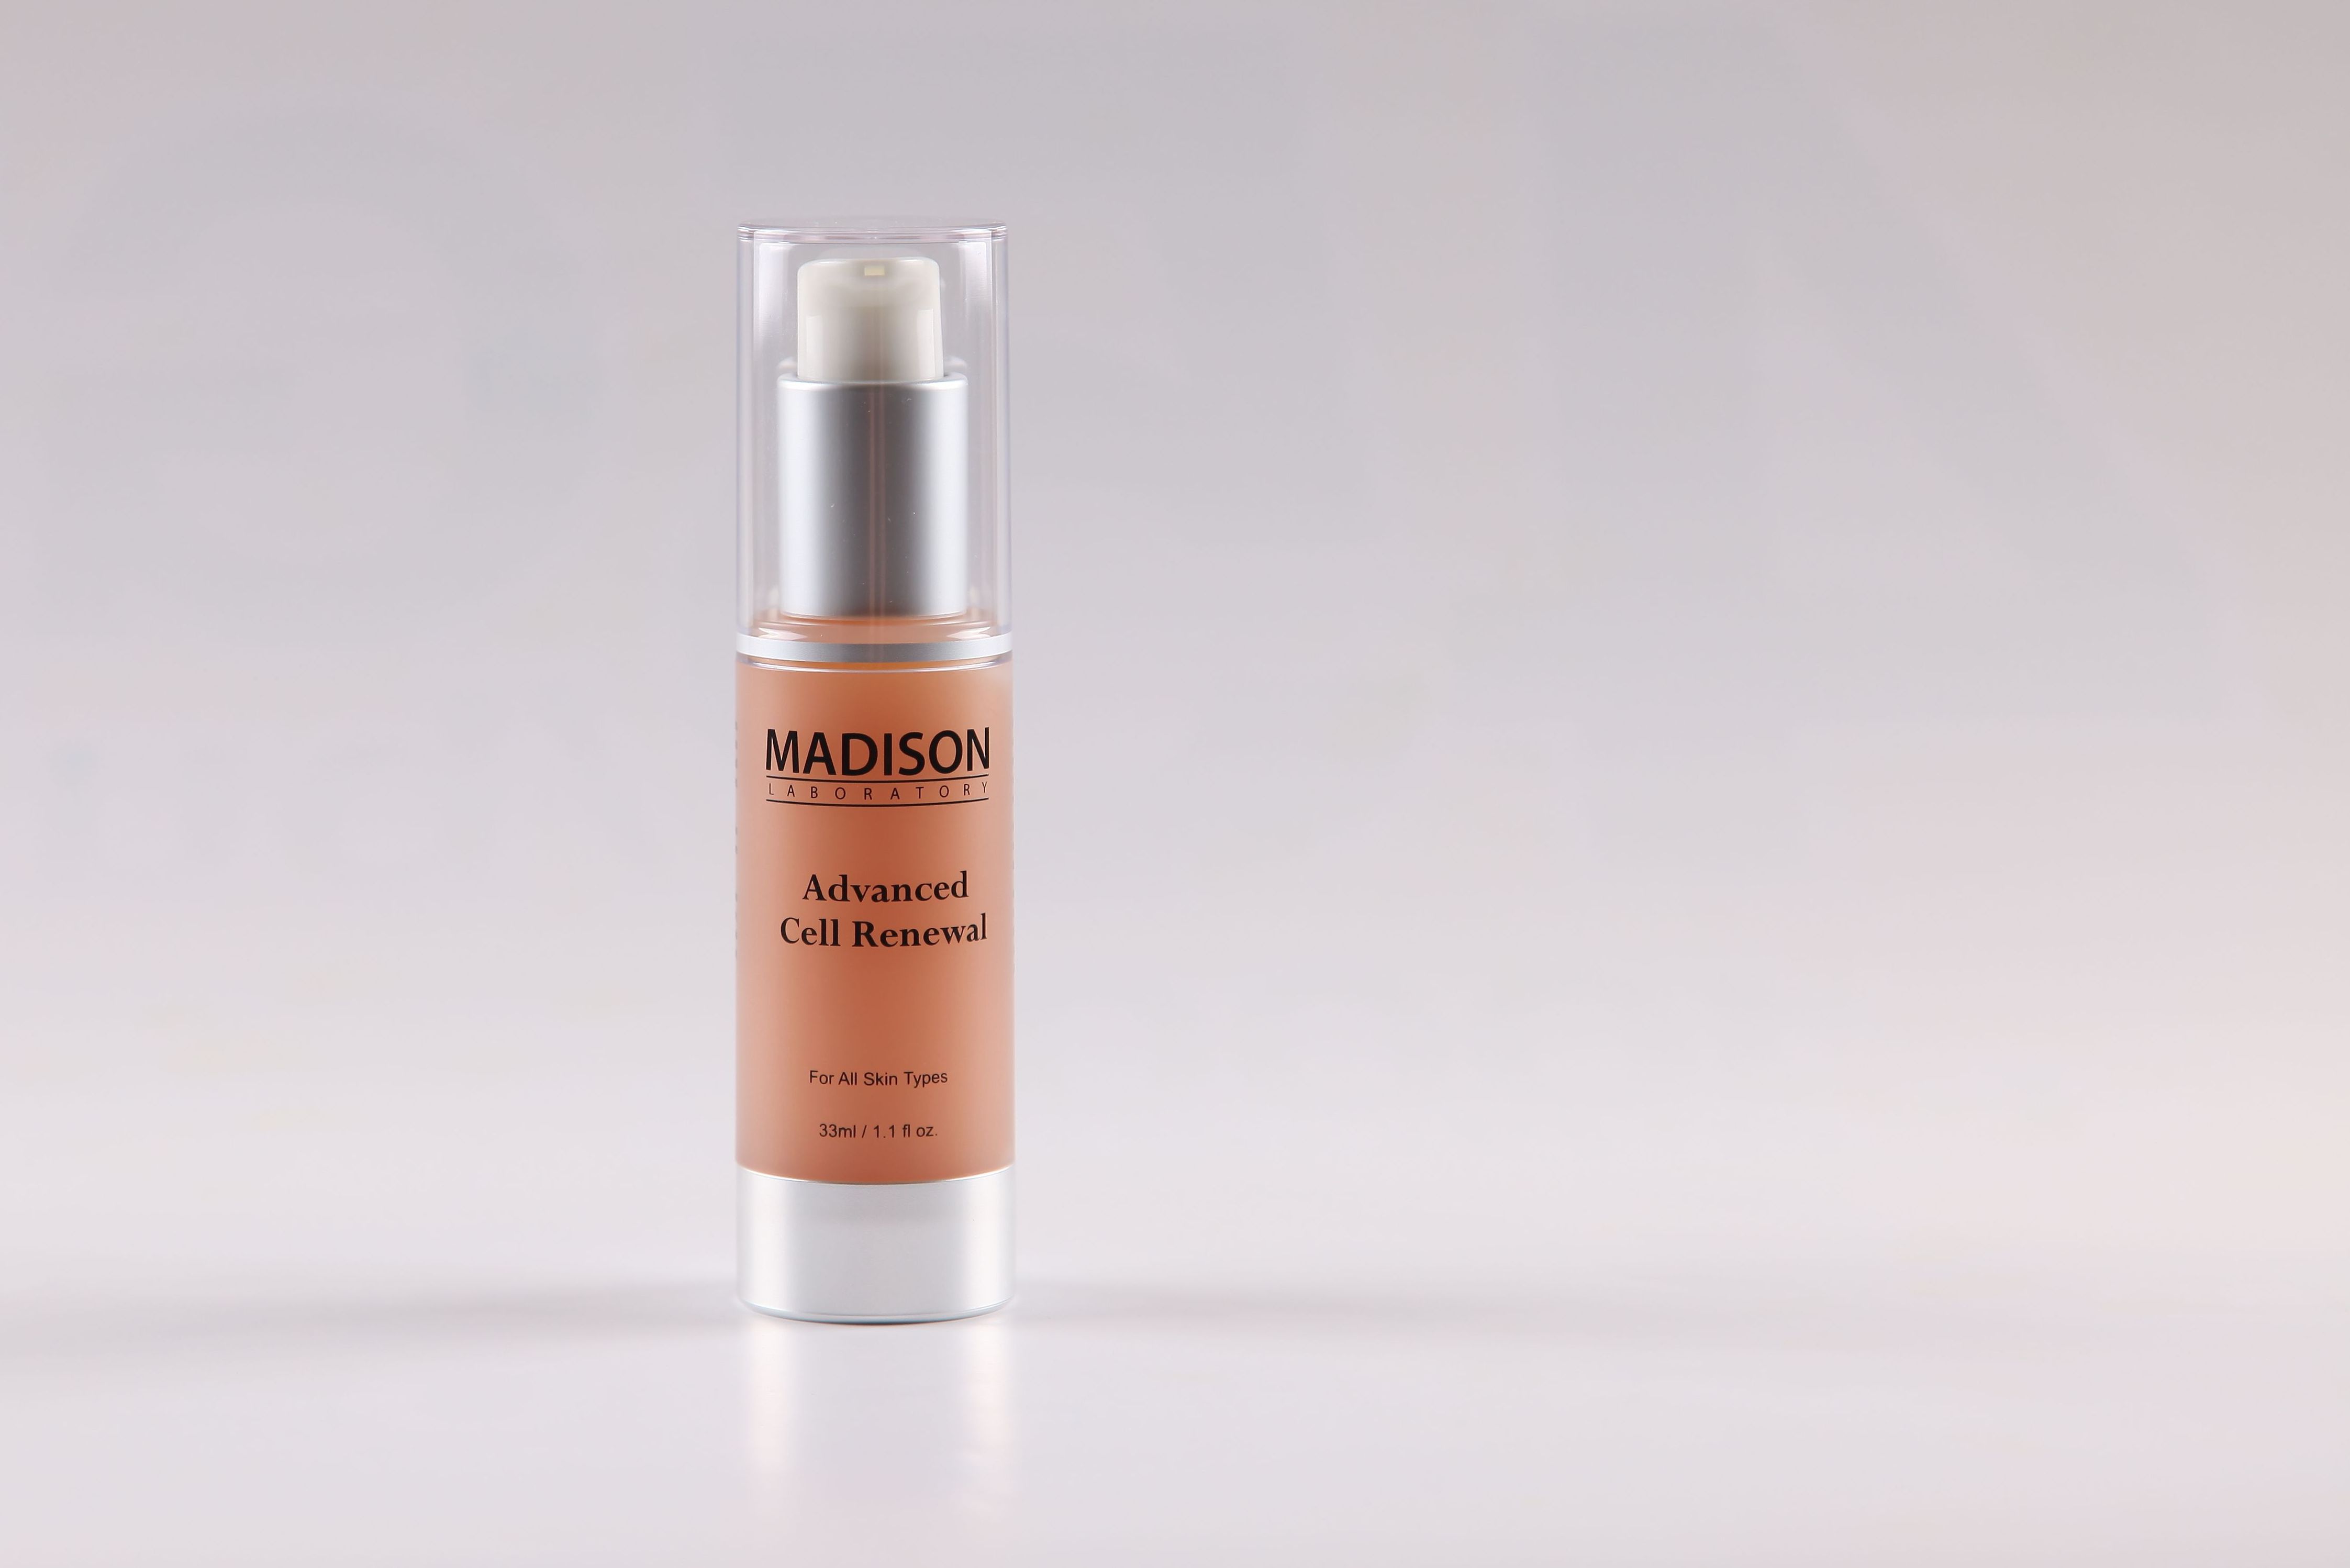 MADISON
LABORATORY
Advanced
Cell Renewal
For All Skin Types
33ml / 1.1 fl oz.